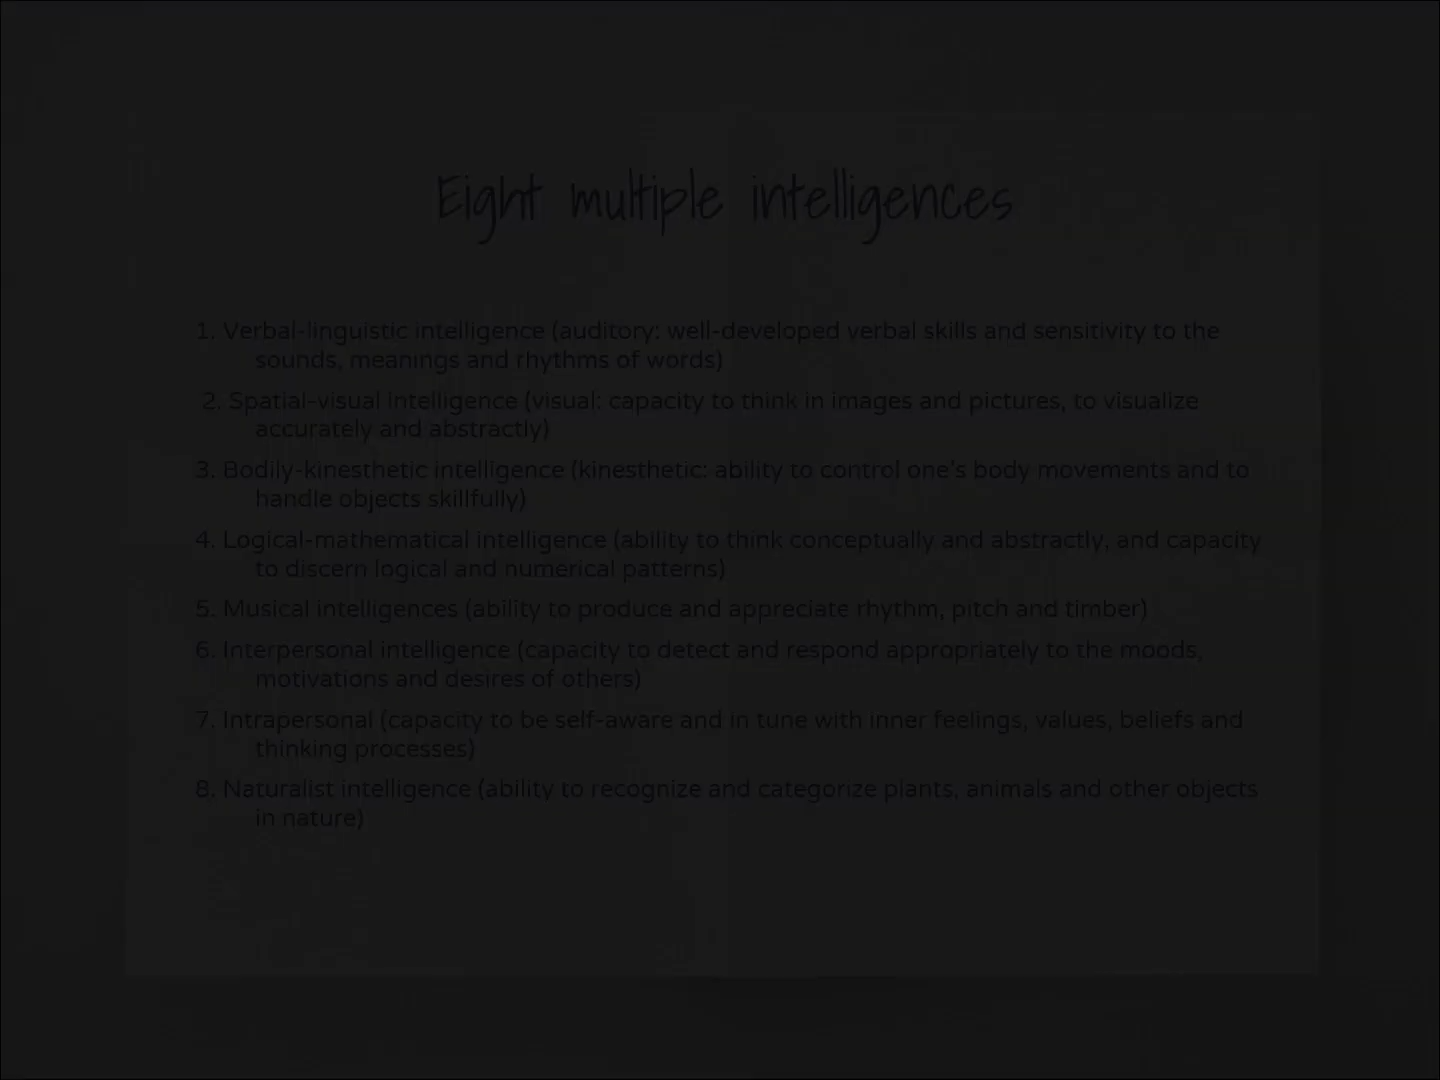 Eight multiple intelligences
1. Verbal-linguistic intelligence (auditory: well-developed verbal skills and sensitivity to the
sounds, meanings and rhythms of words)
2. Spatial-visual intelligence (visual: capacity to think in images and pictures, to visualize
accurately and abstractly)
3. Bodily-kinesthetic intelligence (kinesthetic: ability to control one's body movements and to
handle objects skillfully)
4. Logical-mathematical intelligence (ability to think conceptually and abstractly, and capacity
to discern logical and numerical patterns)
5. Musical intelligences (ability to produce and appreciate rhythm, pitch and timber)
6. Interpersonal intelligence (capacity to detect and respond appropriately to the moods,
motivations and desires of others)
7. Intrapersonal (capacity to be self-aware and in tune with inner feelings, values, beliefs and
thinking processes)
8. Naturalist intelligence (ability to recognize and categorize plants, animals and other objects
in nature)